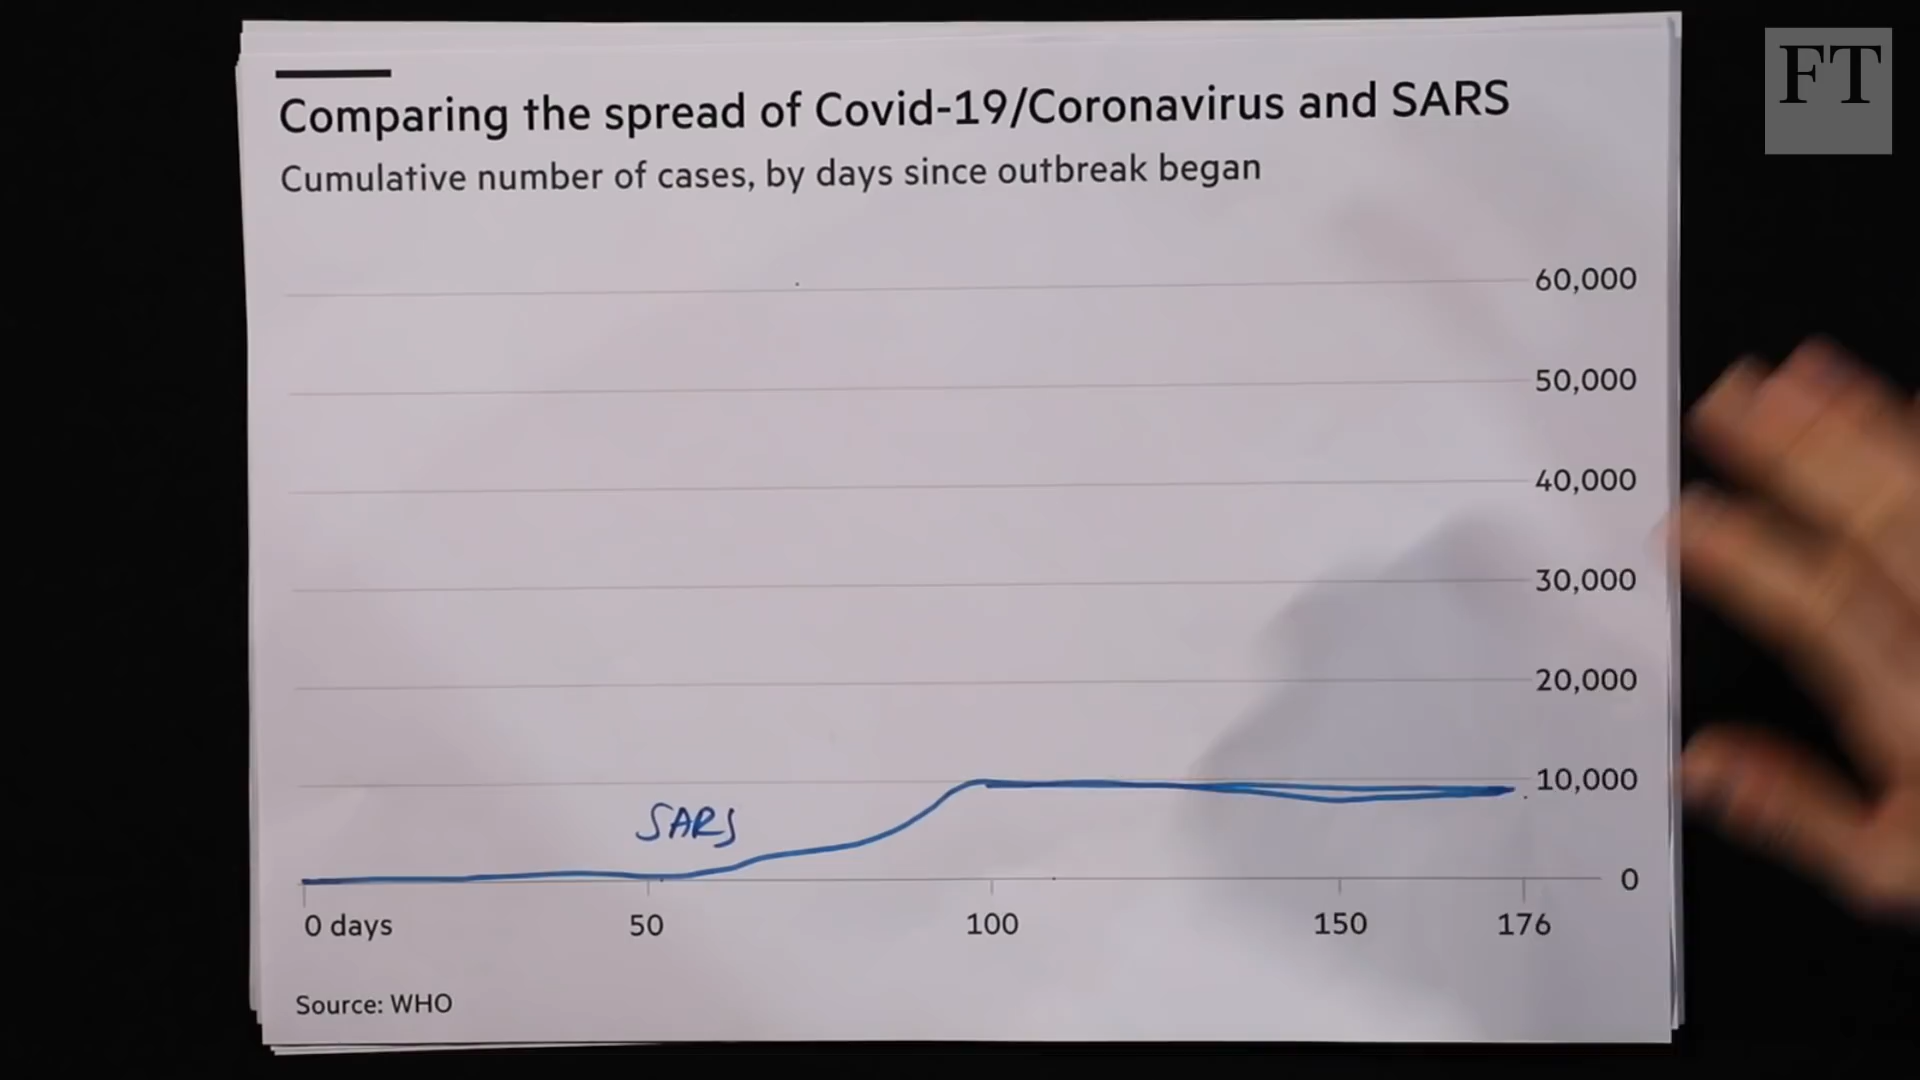 FT
Comparing the spread of Covid-19/Coronavirus and SARS
Cumulative number of cases, by days since outbreak began
60,000
50,000
40,000
30,000
20,000
10,000
SARS
0
0 days 50 100 150 176
Source: WHO